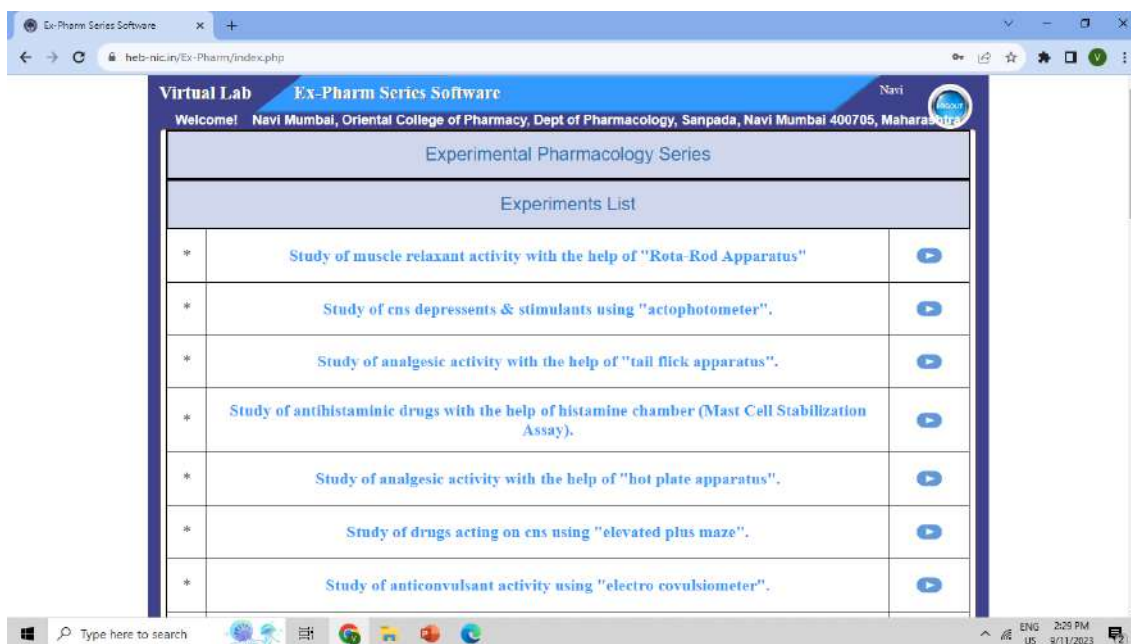 Ex-Pharm Series Software
heb-nic.in/Ex-Pharm/index.php
V
Virtual Lab Ex-Pharm Series Software Navi
Welcome! Navi Mumbai, Oriental College of Pharmacy, Dept of Pharmacology, Sanpada, Navi Mumbai 400705, Maharashtra
Experimental Pharmacology Series
Experiments List
* Study of muscle relaxant activity with the help of "Rota-Rod Apparatus"
* Study of cns depressents & stimulants using "actophotometer".
* Study of analgesic activity with the help of "tail flick apparatus".
* Study of antihistaminic drugs with the help of histamine chamber (Mast Cell Stabilization
Assay).
* Study of analgesic activity with the help of "hot plate apparatus".
* Study of drugs acting on cns using "elevated plus maze".
* Study of anticonvulsant activity using "electro covulsiometer".
Type here to search
ENG 2:29 PM
US 9/11/2023